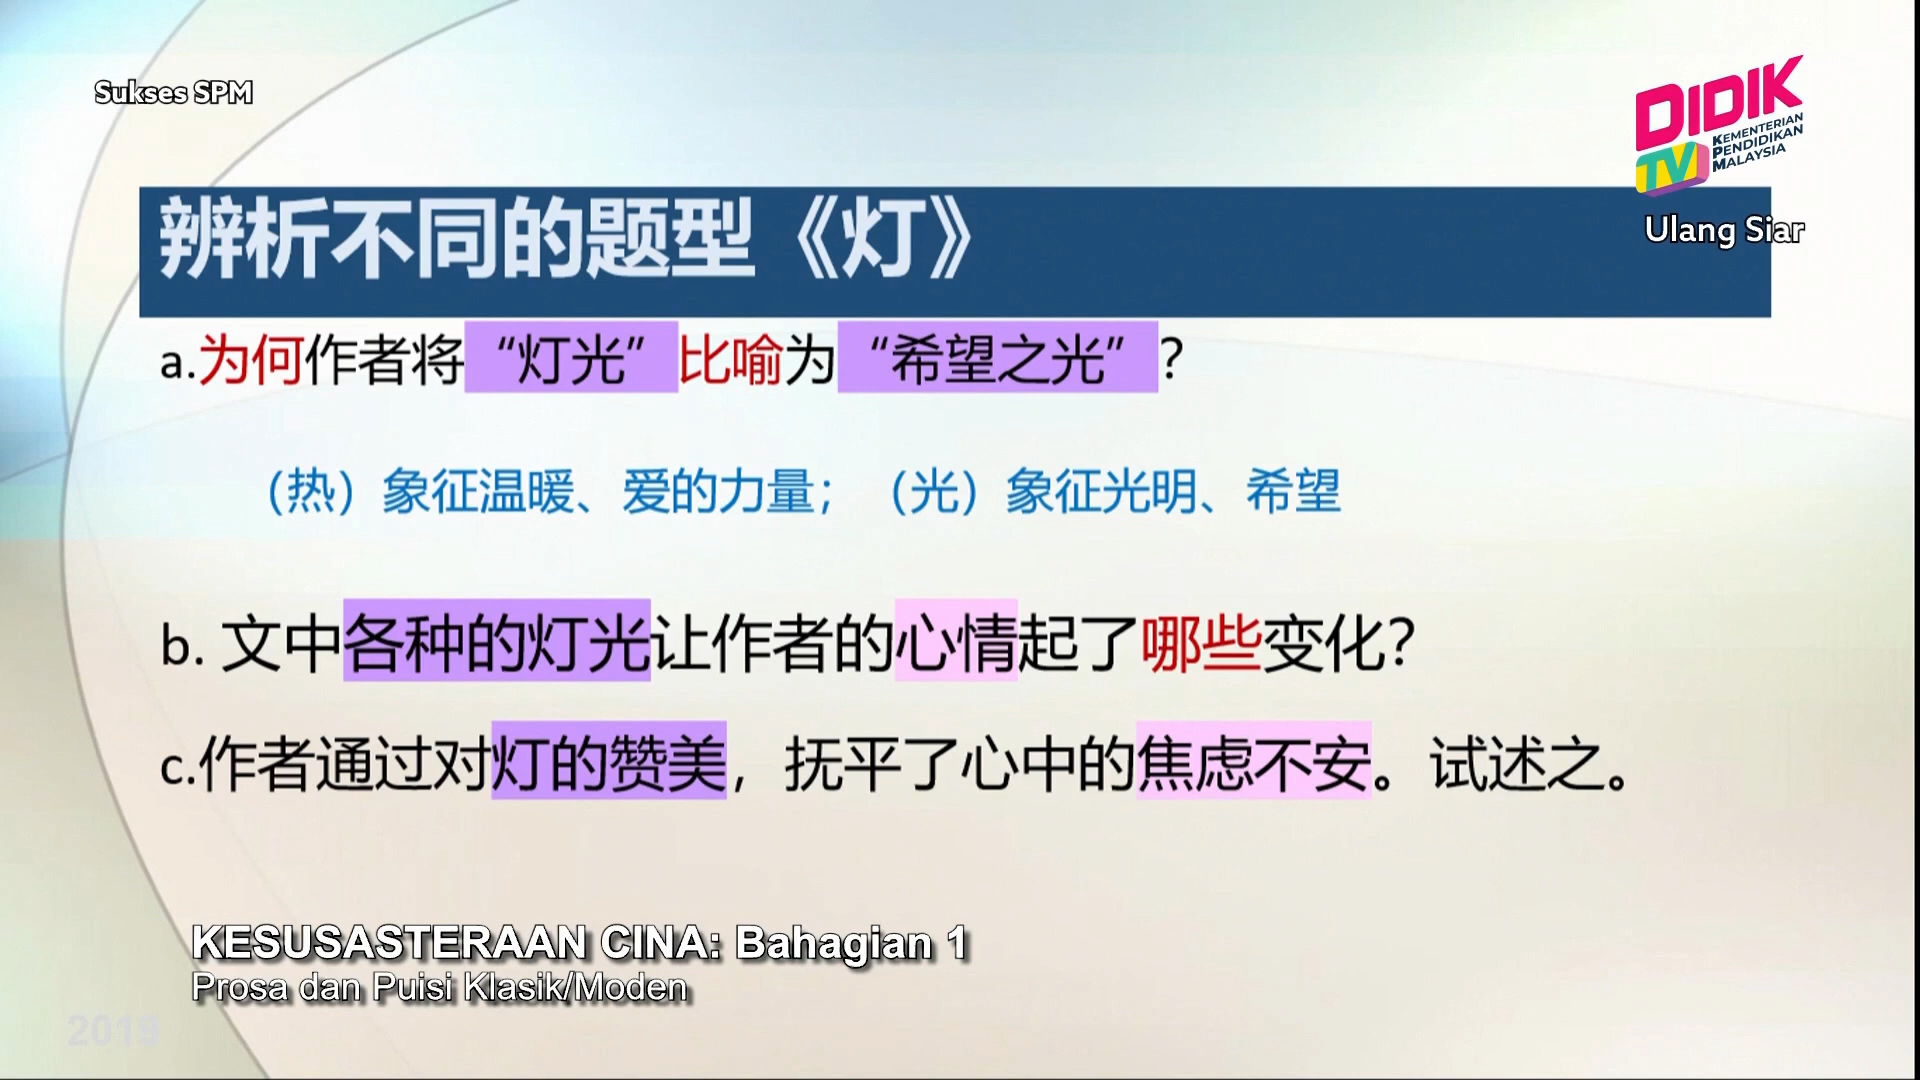 Sukses SPM
DIDIK
TV
KEMENTERIAN
PENDIDIKAN
MALAYSIA
Ulang Siar
辨析不同的题型《灯》
a.为何作者将“灯光”比喻为“希望之光”?
（热）象征温暖、爱的力量；（光）象征光明、希望
b. 文中各种的灯光让作者的心情起了哪些变化?
c.作者通过对灯的赞美，抚平了心中的焦虑不安。试述之。
KESUSASTERAAN CINA: Bahagian 1
Prosa dan Puisi Klasik/Moden
2019